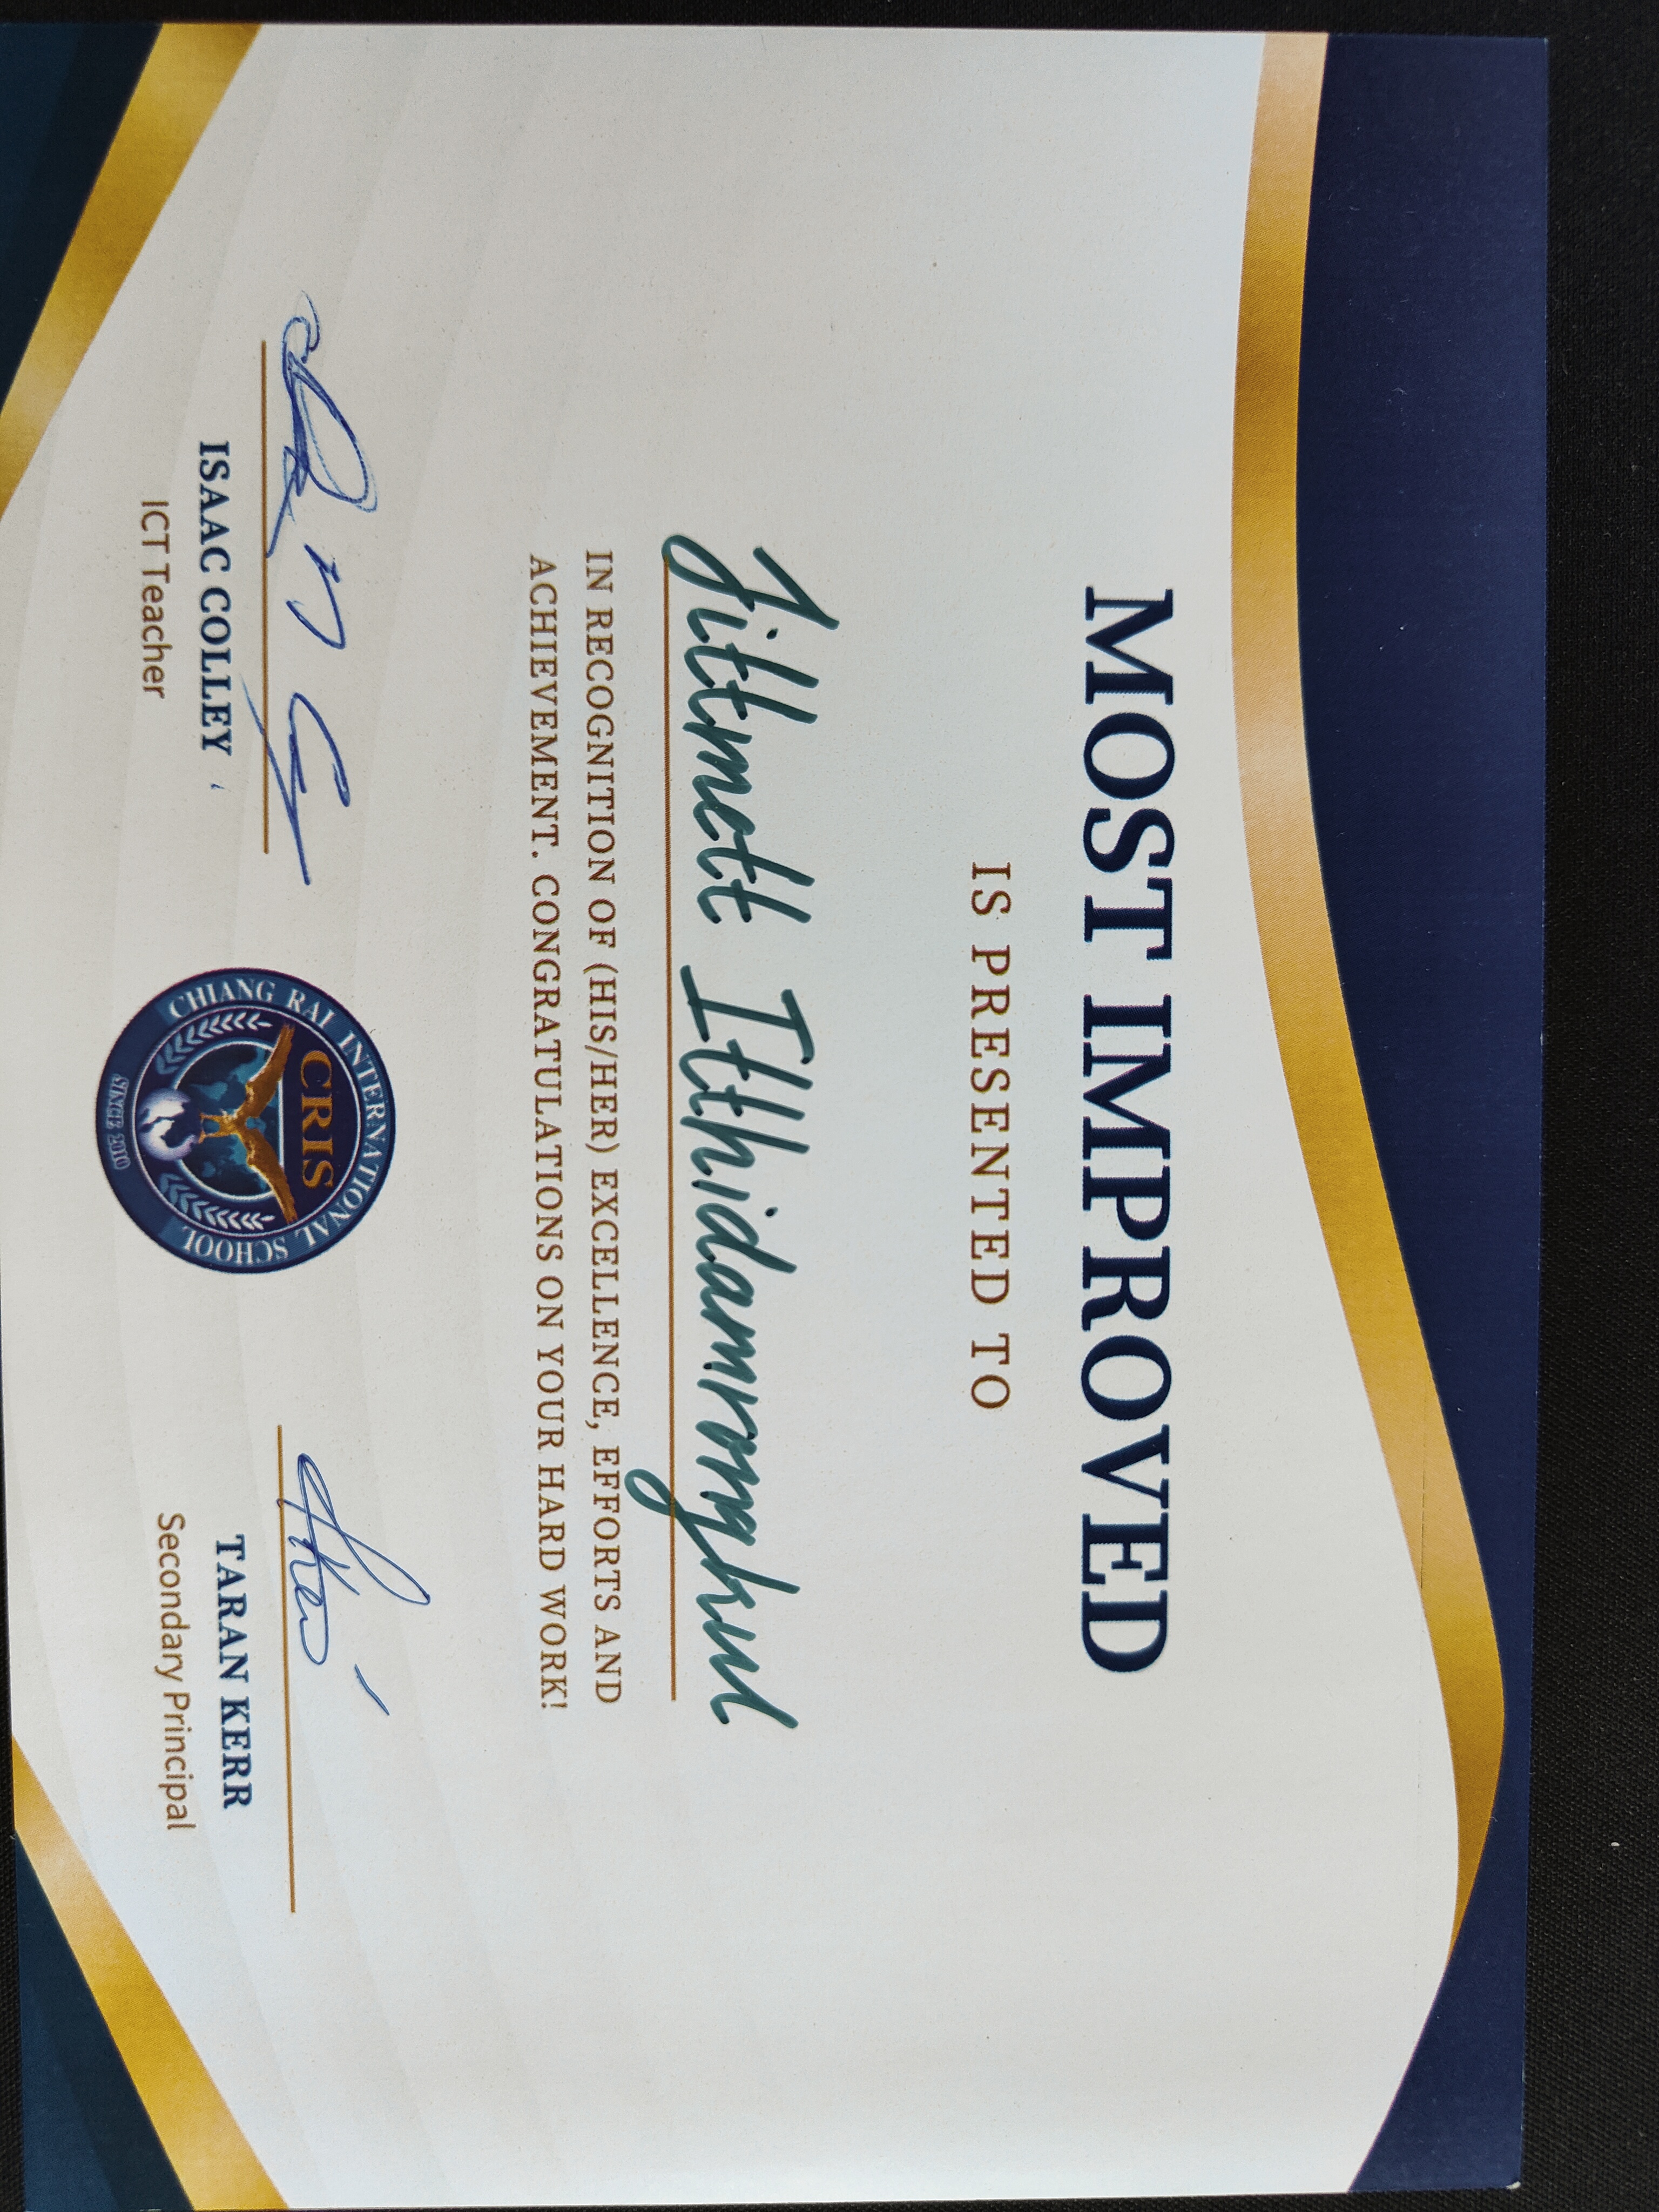 MOST IMPROVED
IS PRESENTED TO
Jittmett Itthidamrongkul
IN RECOGNITION OF (HIS/HER) EXCELLENCE, EFFORTS AND
ACHIEVEMENT. CONGRATULATIONS ON YOUR HARD WORK!
ISAAC COLLEY
ICT Teacher
CHIANG RAI INTERNATIONAL SCHOOL
CRIS
SINCE 2010
TARAN KERR
Secondary Principal